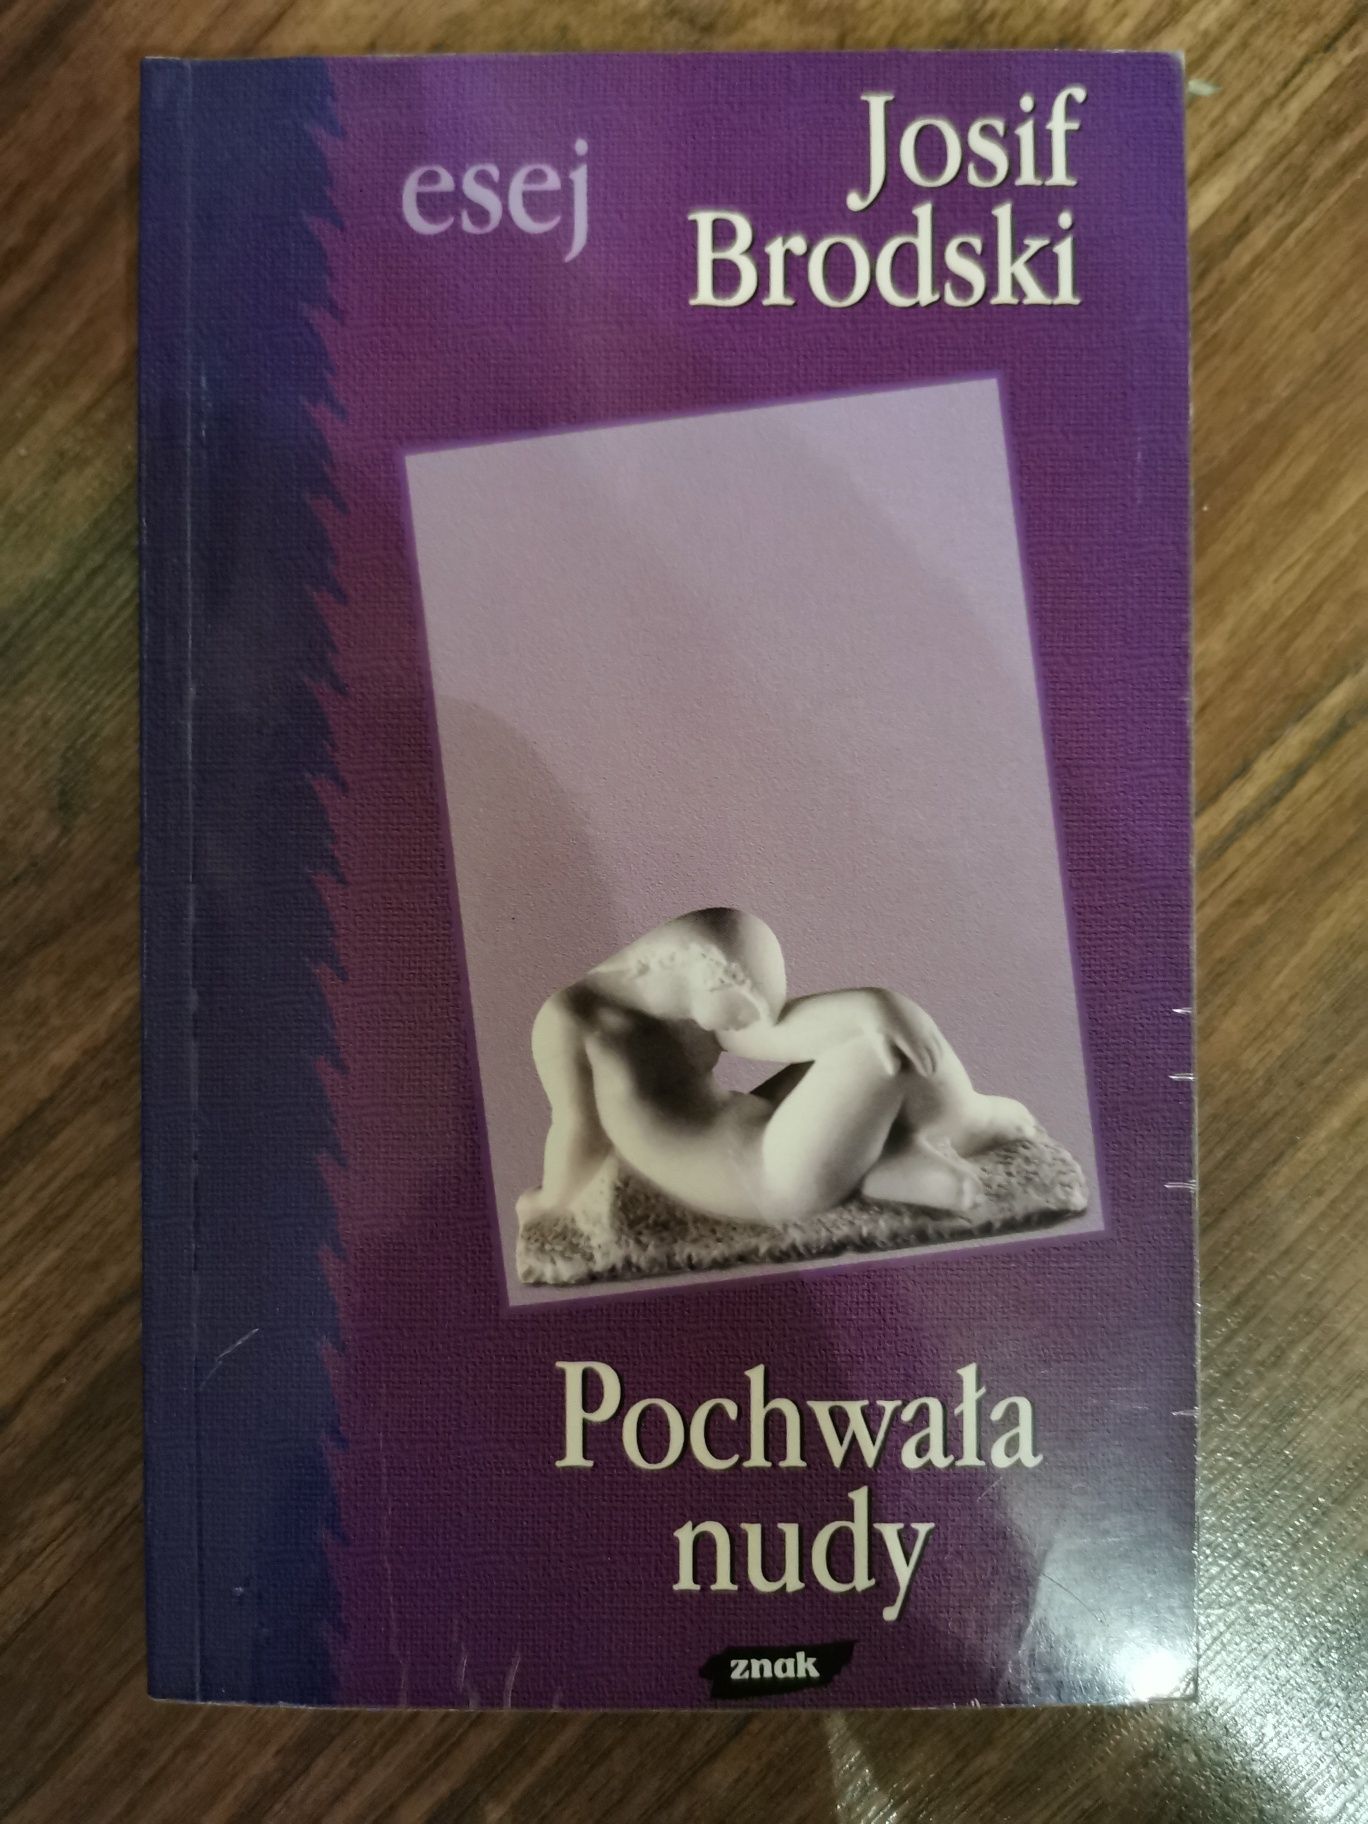 esej
Josif
Brodski
Pochwała
nudy
znak